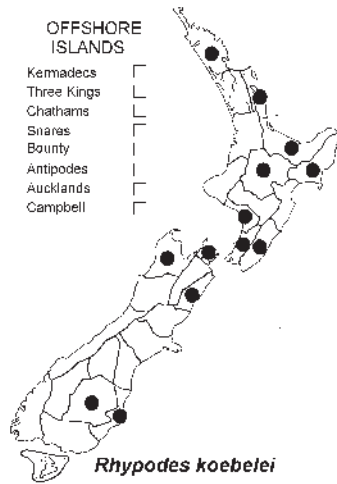 OFFSHORE
ISLANDS
Kermadecs
Three Kings
Chathams
Snares
Bounty
Antipodes
Aucklands
Campbell
Rhypodes koebelei